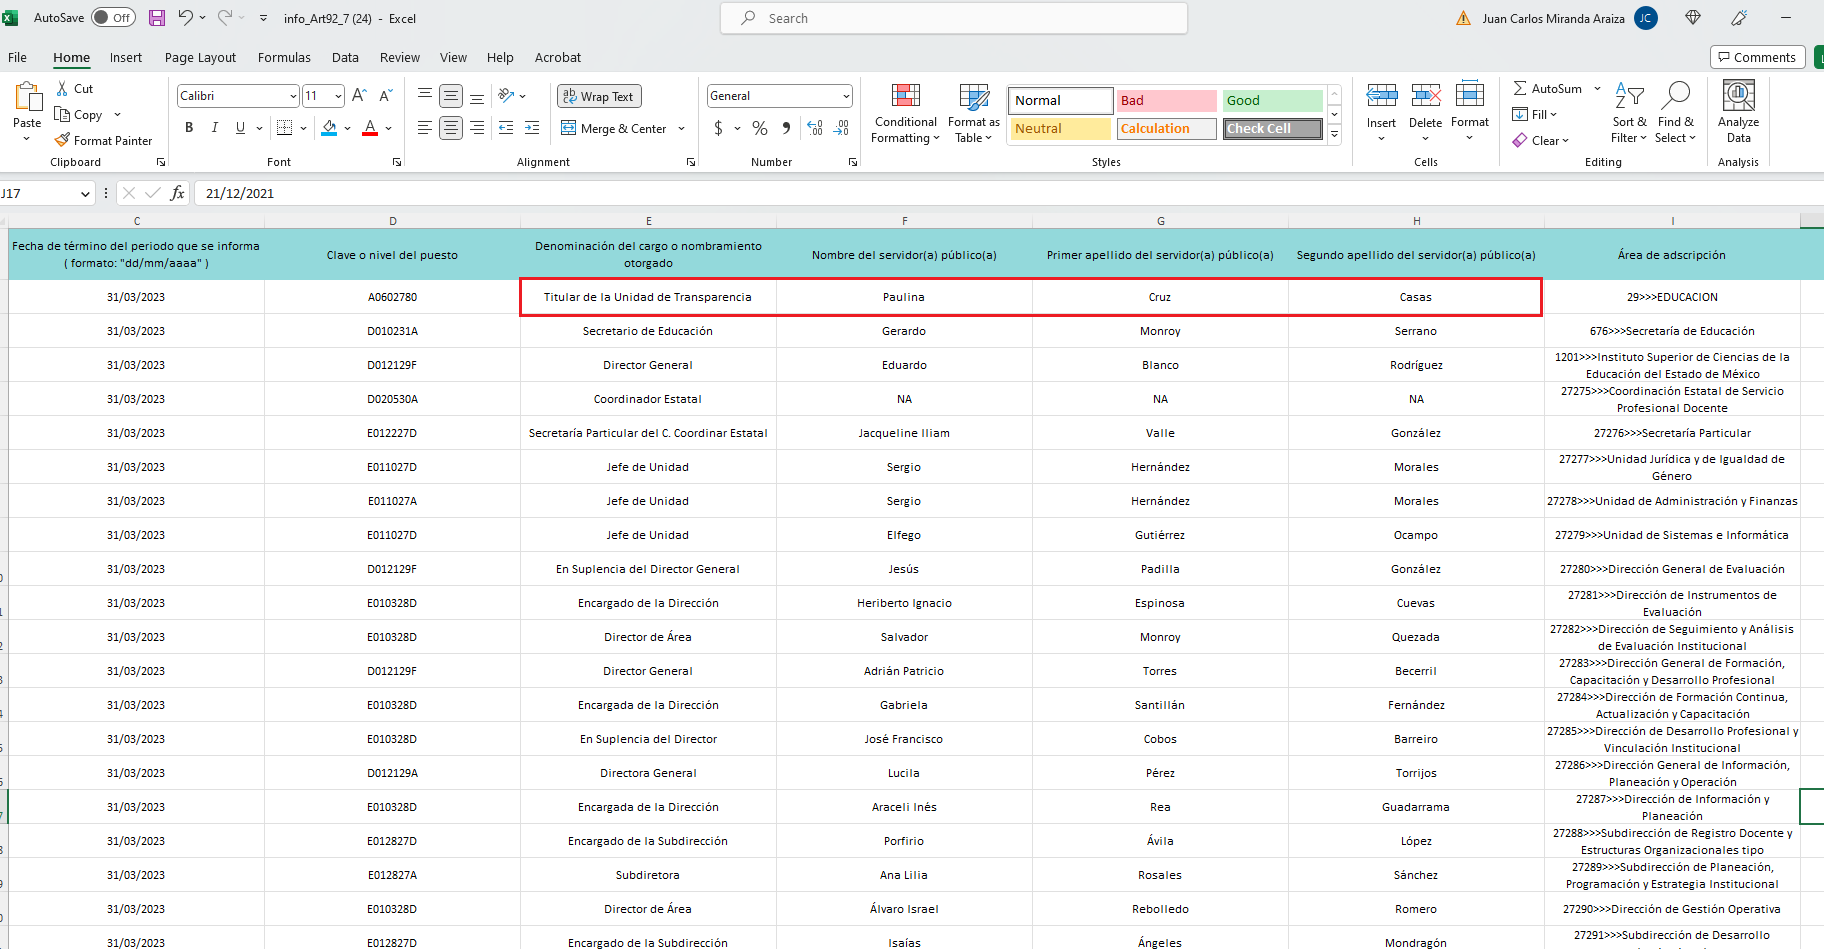 AutoSave Off info_Art92_7 (24) - Excel Search Juan Carlos Miranda Araiza JC
File Home Insert Page Layout Formulas Data Review View Help Acrobat Comments
Paste Cut Copy Format Painter
Clipboard
Calibri 11
B I U A
Font
Wrap Text
Merge & Center
Alignment
General
$ %
Number
Conditional Formatting Format as Table
Normal Bad Good
Neutral Calculation Check Cell
Styles
Insert Delete Format
Cells
AutoSum Fill Clear
Sort & Filter Find & Select
Editing
Analyze Data
Analysis
J17 fx 21/12/2021
C D E F G H I
Fecha de término del periodo que se informa ( formato: "dd/mm/aaaa" ) Clave o nivel del puesto Denominación del cargo o nombramiento otorgado Nombre del servidor(a) público(a) Primer apellido del servidor(a) público(a) Segundo apellido del servidor(a) público(a) Área de adscripción
31/03/2023 A0602780 Titular de la Unidad de Transparencia Paulina Cruz Casas 29>>>EDUCACION
31/03/2023 D010231A Secretario de Educación Gerardo Monroy Serrano 676>>>Secretaría de Educación
31/03/2023 D012129F Director General Eduardo Blanco Rodríguez 1201>>>Instituto Superior de Ciencias de la Educación del Estado de México
31/03/2023 D020530A Coordinador Estatal NA NA NA 27275>>>Coordinación Estatal de Servicio Profesional Docente
31/03/2023 E012227D Secretaría Particular del C. Coordinar Estatal Jacqueline Iliam Valle González 27276>>>Secretaría Particular
31/03/2023 E011027D Jefe de Unidad Sergio Hernández Morales 27277>>>Unidad Jurídica y de Igualdad de Género
31/03/2023 E011027A Jefe de Unidad Sergio Hernández Morales 27278>>>Unidad de Administración y Finanzas
31/03/2023 E011027D Jefe de Unidad Elfego Gutiérrez Ocampo 27279>>>Unidad de Sistemas e Informática
31/03/2023 D012129F En Suplencia del Director General Jesús Padilla González 27280>>>Dirección General de Evaluación
31/03/2023 E010328D Encargado de la Dirección Heriberto Ignacio Espinosa Cuevas 27281>>>Dirección de Instrumentos de Evaluación
31/03/2023 E010328D Director de Área Salvador Monroy Quezada 27282>>>Dirección de Seguimiento y Análisis de Evaluación Institucional
31/03/2023 D012129F Director General Adrián Patricio Torres Becerril 27283>>>Dirección General de Formación, Capacitación y Desarrollo Profesional
31/03/2023 E010328D Encargada de la Dirección Gabriela Santillán Fernández 27284>>>Dirección de Formación Continua, Actualización y Capacitación
31/03/2023 E010328D En Suplencia del Director José Francisco Cobos Barreiro 27285>>>Dirección de Desarrollo Profesional y Vinculación Institucional
31/03/2023 D012129A Directora General Lucila Pérez Torrijos 27286>>>Dirección General de Información, Planeación y Operación
31/03/2023 E010328D Encargada de la Dirección Araceli Inés Rea Guadarrama 27287>>>Dirección de Información y Planeación
31/03/2023 E012827D Encargado de la Subdirección Porfirio Ávila López 27288>>>Subdirección de Registro Docente y Estructuras Organizacionales tipo
31/03/2023 E012827A Subdiretora Ana Lilia Rosales Sánchez 27289>>>Subdirección de Planeación, Programación y Estrategia Institucional
31/03/2023 E010328D Director de Área Álvaro Israel Rebolledo Romero 27290>>>Dirección de Gestión Operativa
31/03/2023 E012827D Encargado de la Subdirección Isaías Ángeles Mondragón 27291>>>Subdirección de Desarrollo